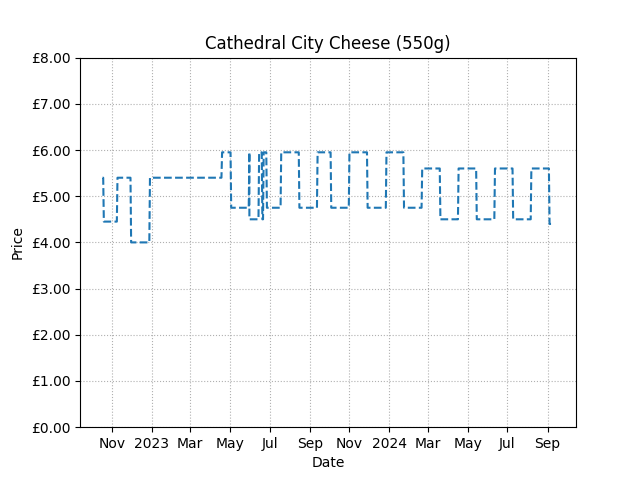 Cathedral City Cheese (550g)
£8.00
£7.00
£6.00
£5.00
£4.00
£3.00
£2.00
£1.00
£0.00
Price
Nov 2023 Mar May Jul Sep Nov 2024 Mar May Jul Sep
Date